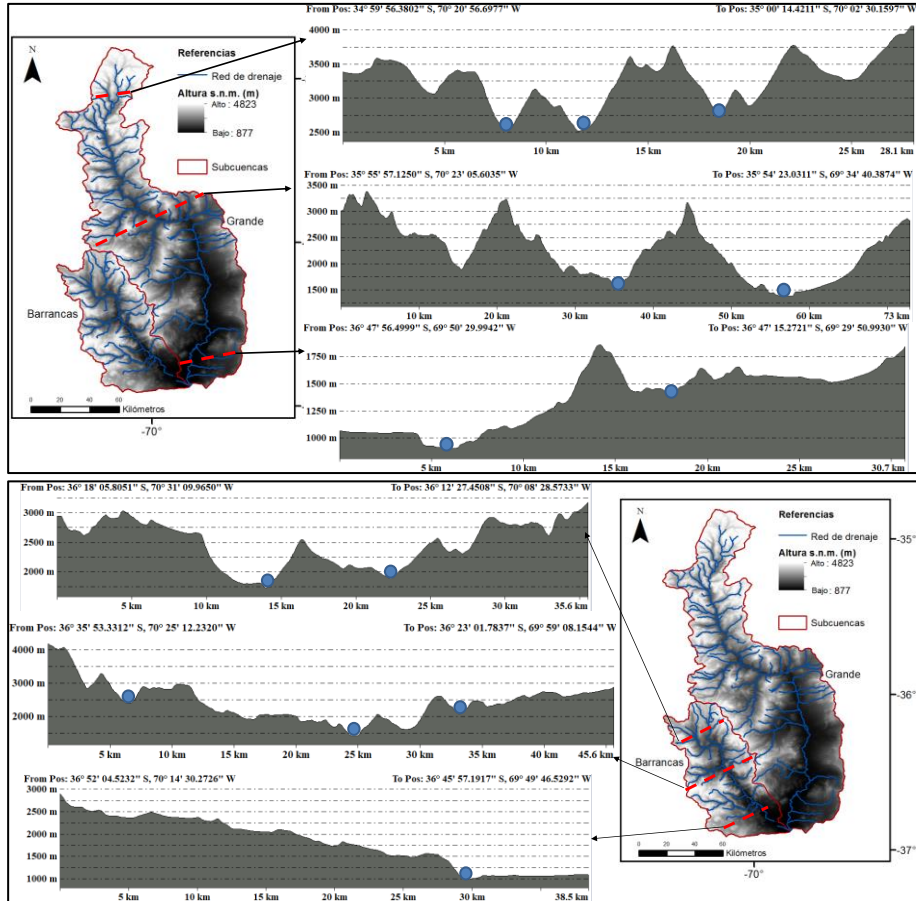 From Pos: 34° 59' 56.3802" S, 70° 20' 56.6977" W To Pos: 35° 00' 14.4211" S, 70° 02' 30.1597" W
4000 m
3500 m
3000 m
2500 m
5 km 10 km 15 km 20 km 25 km 28.1 km
N
Referencias
Red de drenaje
Altura s.n.m. (m)
Alto : 4823
Bajo : 877
Subcuencas
Grande
Barrancas
0 20 40 60
Kilómetros
-70°
From Pos: 35° 55' 57.1250" S, 70° 23' 05.6035" W To Pos: 35° 54' 23.0311" S, 69° 34' 40.3874" W
3500 m
3000 m
2500 m
2000 m
1500 m
10 km 20 km 30 km 40 km 50 km 60 km 73 km
From Pos: 36° 47' 56.4999" S, 69° 50' 29.9942" W To Pos: 36° 47' 15.2721" S, 69° 29' 50.9930" W
1750 m
1500 m
1250 m
1000 m
5 km 10 km 15 km 20 km 25 km 30.7 km
From Pos: 36° 18' 05.8051" S, 70° 31' 09.9650" W To Pos: 36° 12' 27.4508" S, 70° 08' 28.5733" W
3000 m
2500 m
2000 m
5 km 10 km 15 km 20 km 25 km 30 km 35.6 km
From Pos: 36° 35' 53.3312" S, 70° 25' 12.2320" W To Pos: 36° 23' 01.7837" S, 69° 59' 08.1544" W
4000 m
3000 m
2000 m
5 km 10 km 15 km 20 km 25 km 30 km 35 km 40 km 45.6 km
From Pos: 36° 52' 04.5232" S, 70° 14' 30.2726" W To Pos: 36° 45' 57.1917" S, 69° 49' 46.5292" W
3000 m
2500 m
2000 m
1500 m
1000 m
5 km 10 km 15 km 20 km 25 km 30 km 38.5 km
N
Referencias
Red de drenaje
Altura s.n.m. (m)
Alto : 4823
Bajo : 877
Subcuencas
Grande
Barrancas
0 20 40 60
Kilómetros
-35°
-36°
-37°
-70°